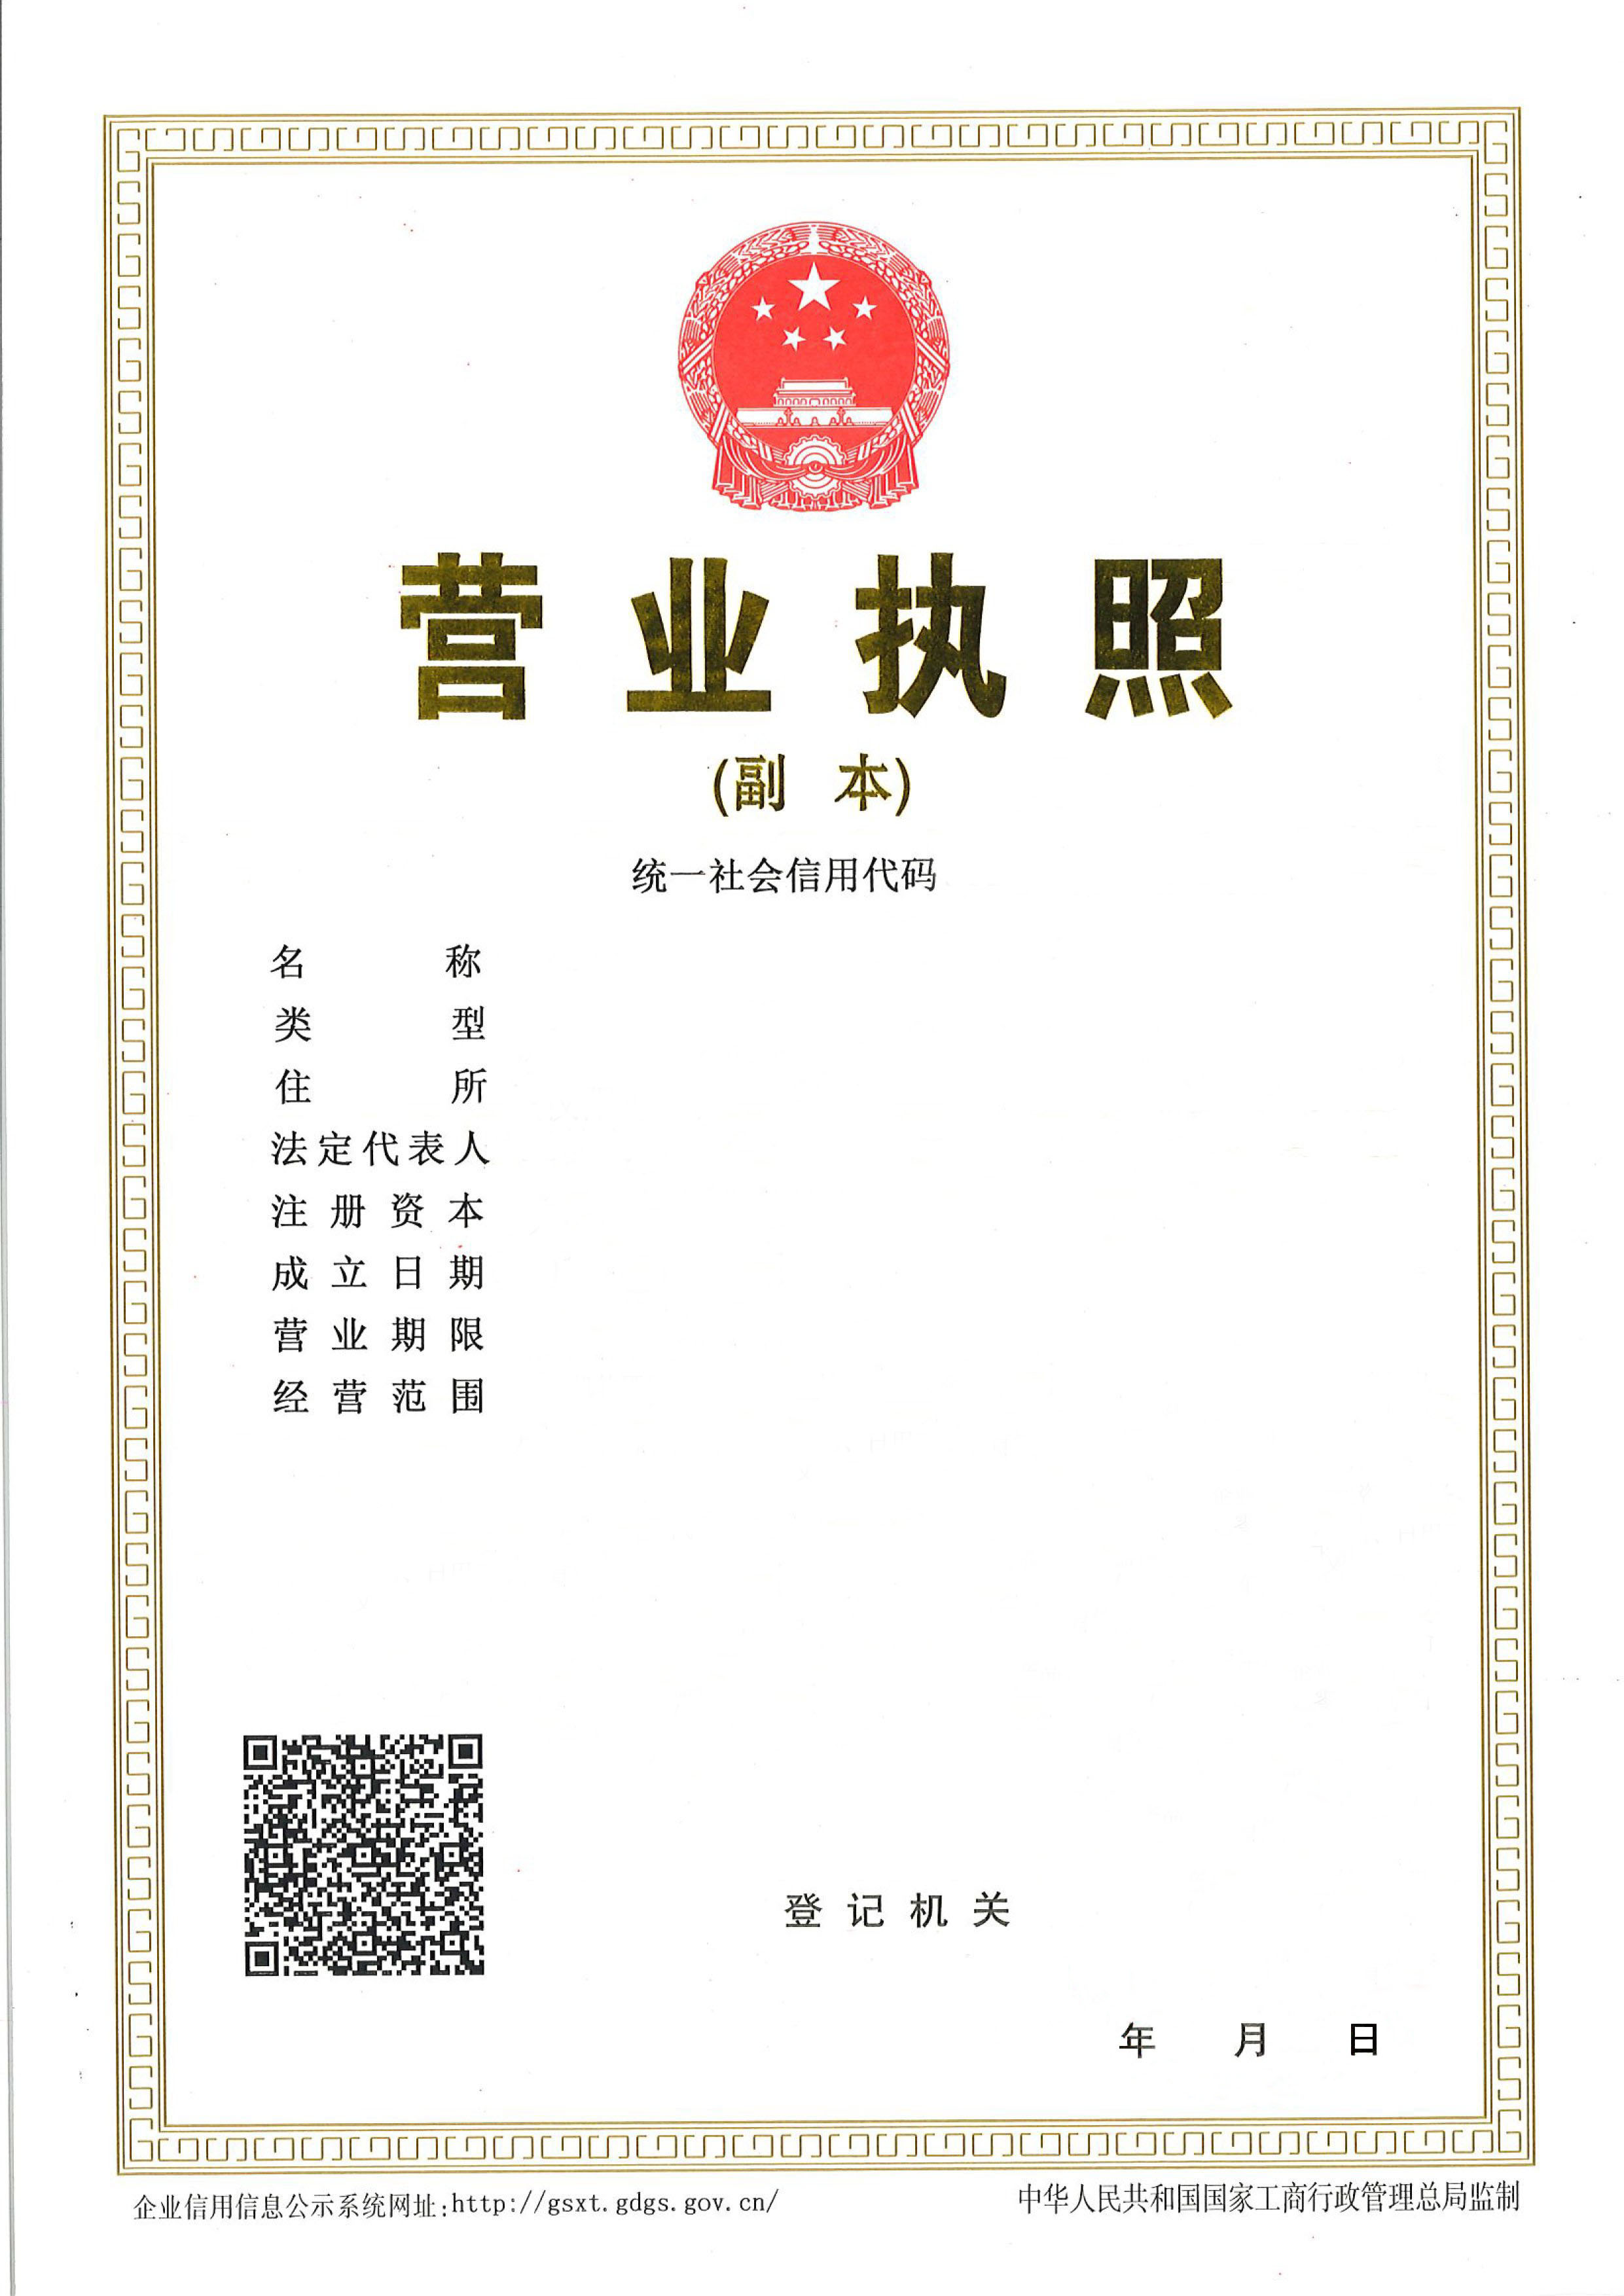 营业执照
(副 本)
统一社会信用代码
名 称
类 型
住 所
法定代表人
注册资本
成立日期
营业期限
经营范围
登记机关
年 月 日
企业信用信息公示系统网址:http://gsxt.gdgs.gov.cn/
中华人民共和国国家工商行政管理总局监制